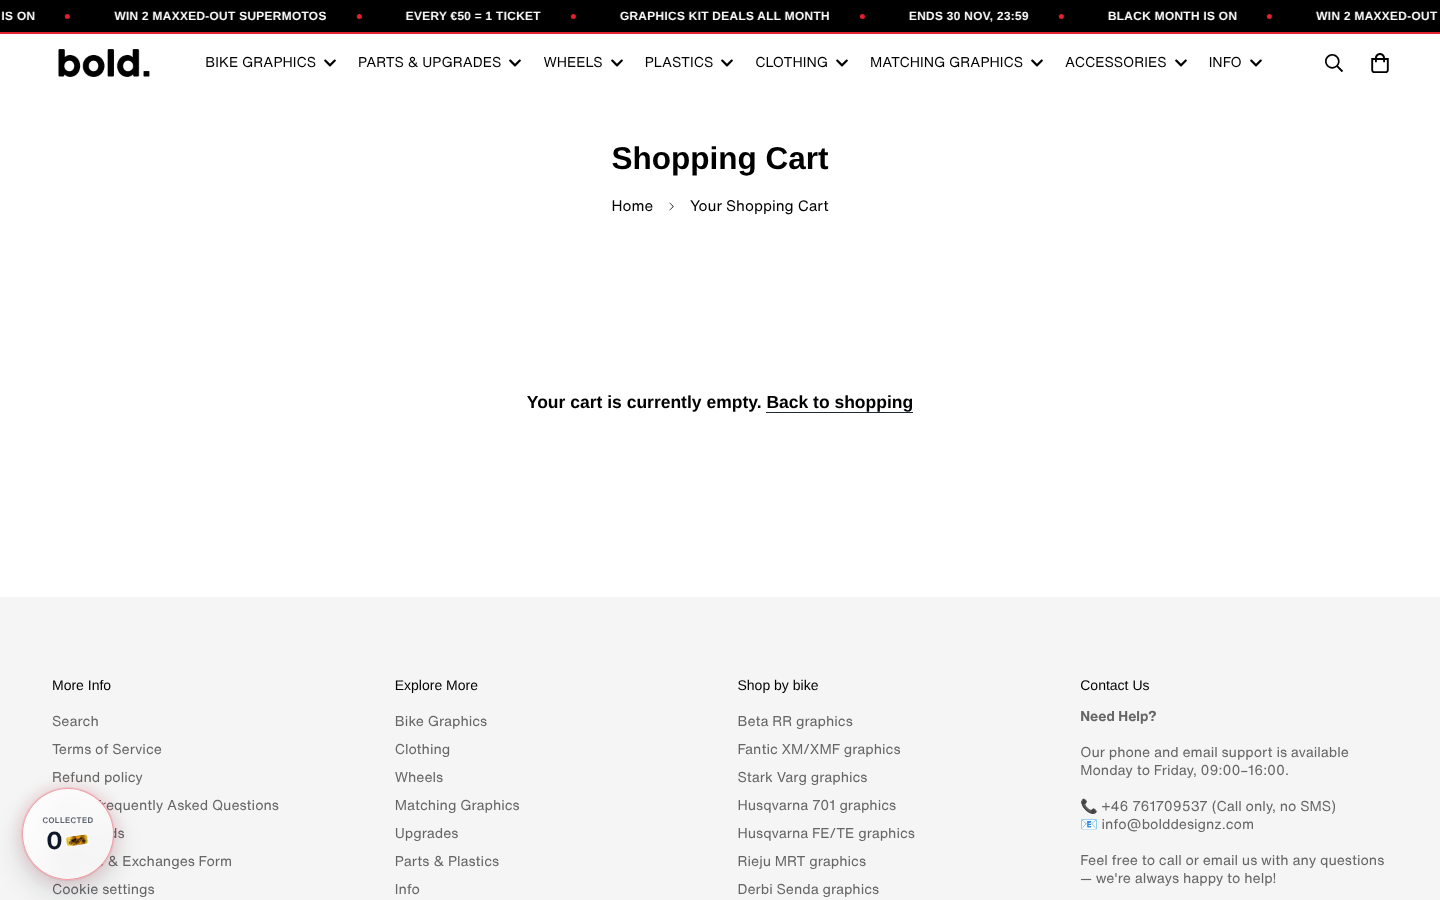 IS ON • WIN 2 MAXXED-OUT SUPERMOTOS • EVERY €50 = 1 TICKET • GRAPHICS KIT DEALS ALL MONTH • ENDS 30 NOV, 23:59 • BLACK MONTH IS ON • WIN 2 MAXXED-OUT
bold. BIKE GRAPHICS PARTS & UPGRADES WHEELS PLASTICS CLOTHING MATCHING GRAPHICS ACCESSORIES INFO
Shopping Cart
Home > Your Shopping Cart
Your cart is currently empty. Back to shopping
More Info
Search
Terms of Service
Refund policy
requently Asked Questions
ds
& Exchanges Form
Cookie settings
COLLECTED
0
Explore More
Bike Graphics
Clothing
Wheels
Matching Graphics
Upgrades
Parts & Plastics
Info
Shop by bike
Beta RR graphics
Fantic XM/XMF graphics
Stark Varg graphics
Husqvarna 701 graphics
Husqvarna FE/TE graphics
Rieju MRT graphics
Derbi Senda graphics
Contact Us
Need Help?
Our phone and email support is available
Monday to Friday, 09:00–16:00.
📞 +46 761709537 (Call only, no SMS)
📧 info@bolddesignz.com
Feel free to call or email us with any questions
— we're always happy to help!